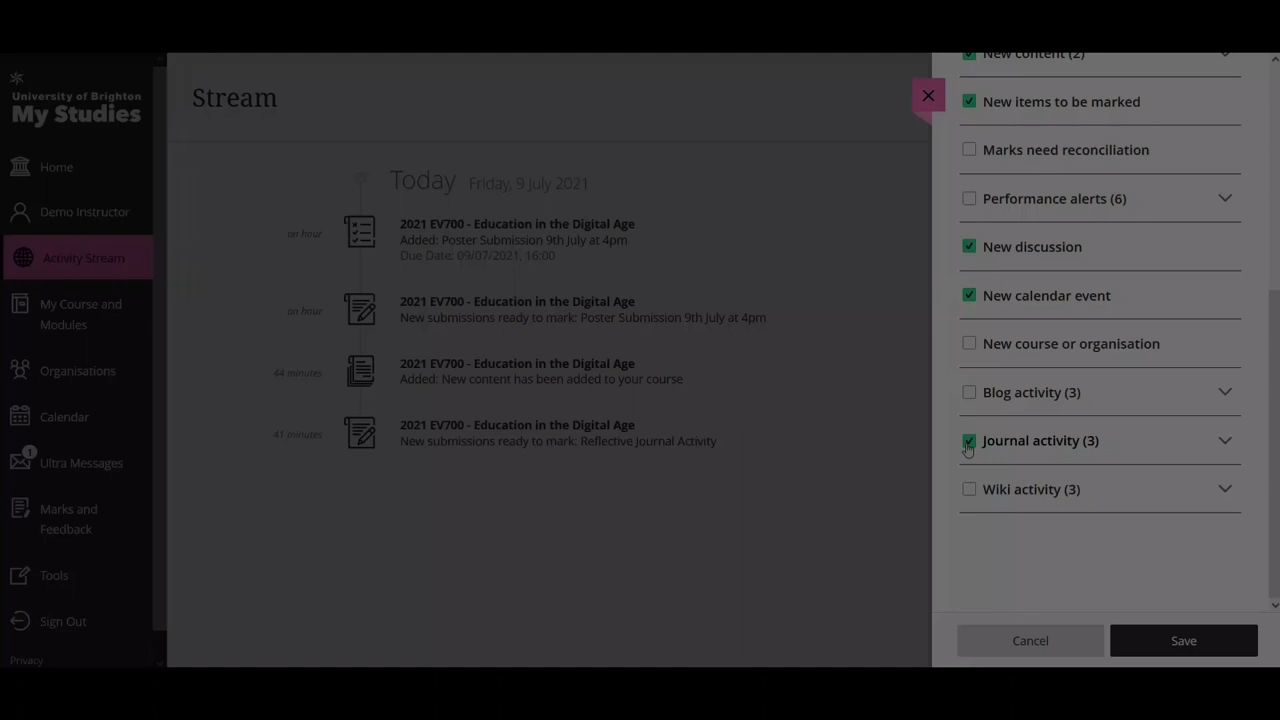 University of Brighton
My Studies
Home
Demo Instructor
Activity Stream
My Course and
Modules
Organisations
Calendar
1
Ultra Messages
Marks and
Feedback
Tools
Sign Out
Privacy
Stream
Today Friday, 9 July 2021
on hour
2021 EV700 - Education in the Digital Age
Added: Poster Submission 9th July at 4pm
Due Date: 09/07/2021, 16:00
on hour
2021 EV700 - Education in the Digital Age
New submissions ready to mark: Poster Submission 9th July at 4pm
44 minutes
2021 EV700 - Education in the Digital Age
Added: New content has been added to your course
41 minutes
2021 EV700 - Education in the Digital Age
New submissions ready to mark: Reflective Journal Activity
New content (2)
New items to be marked
Marks need reconciliation
Performance alerts (6)
New discussion
New calendar event
New course or organisation
Blog activity (3)
Journal activity (3)
Wiki activity (3)
Cancel
Save